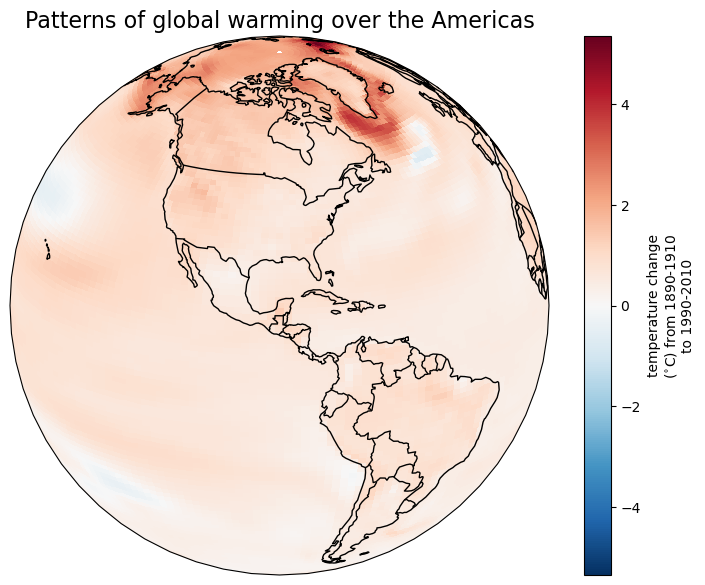 Patterns of global warming over the Americas
4
2
0
−2
−4
temperature change
(°C) from 1890-1910
to 1990-2010